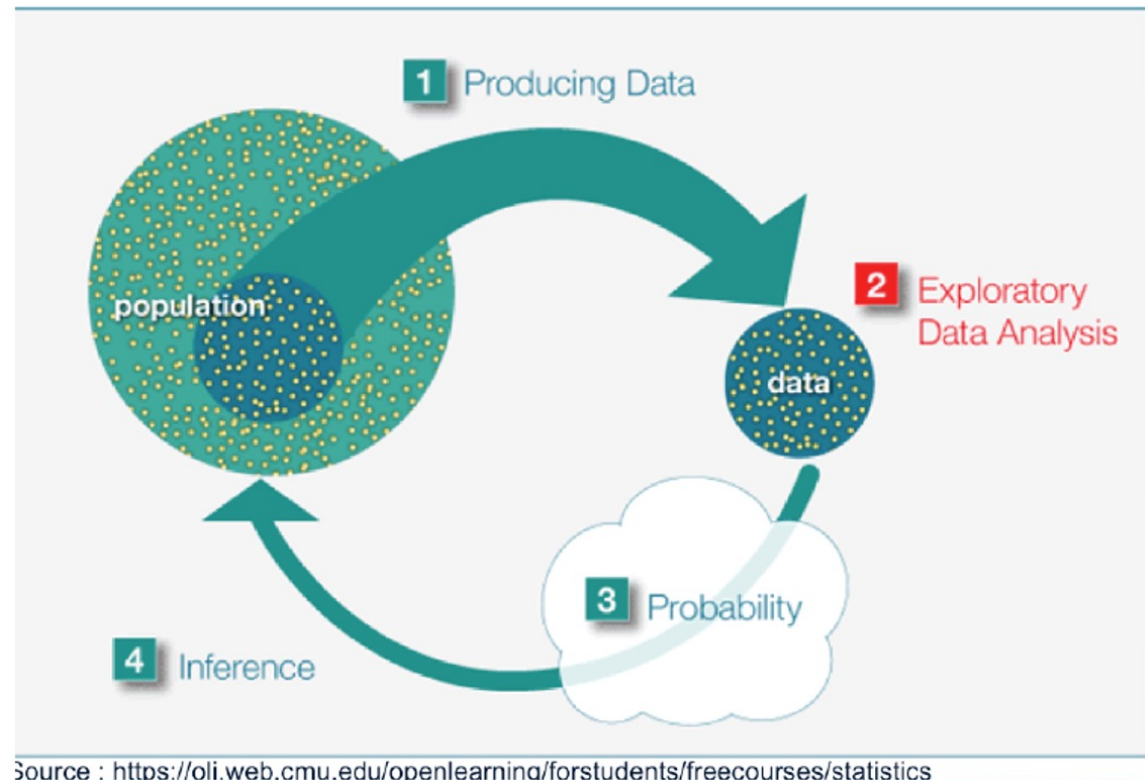 1 Producing Data
population
2 Exploratory
Data Analysis
data
3 Probability
4 Inference
Source : https://oli.web.cmu.edu/openlearning/forstudents/freecourses/statistics